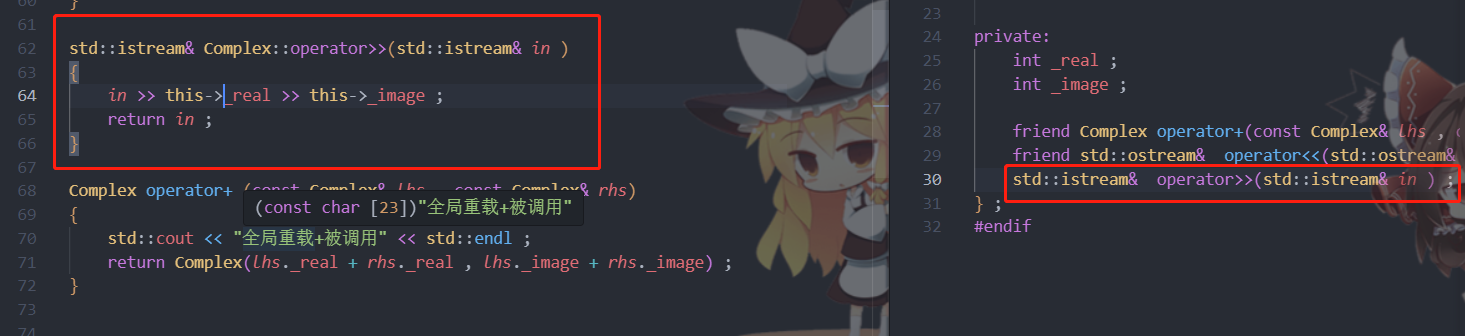 60 }
61
62 std::istream& Complex::operator>>(std::istream& in )
63 {
64 in >> this->_real >> this->_image ;
65 return in ;
66 }
67
68 Complex operator+ (const Complex& lhs , const Complex& rhs)
(const char [23])"全局重载+被调用"
69 {
70 std::cout << "全局重载+被调用" << std::endl ;
71 return Complex(lhs._real + rhs._real , lhs._image + rhs._image) ;
72 }
73
74
23
24 private:
25 int _real ;
26 int _image ;
27
28 friend Complex operator+(const Complex& lhs ,
29 friend std::ostream& operator<<(std::ostream&
30 std::istream& operator>>(std::istream& in ) ;
31 } ;
32 #endif